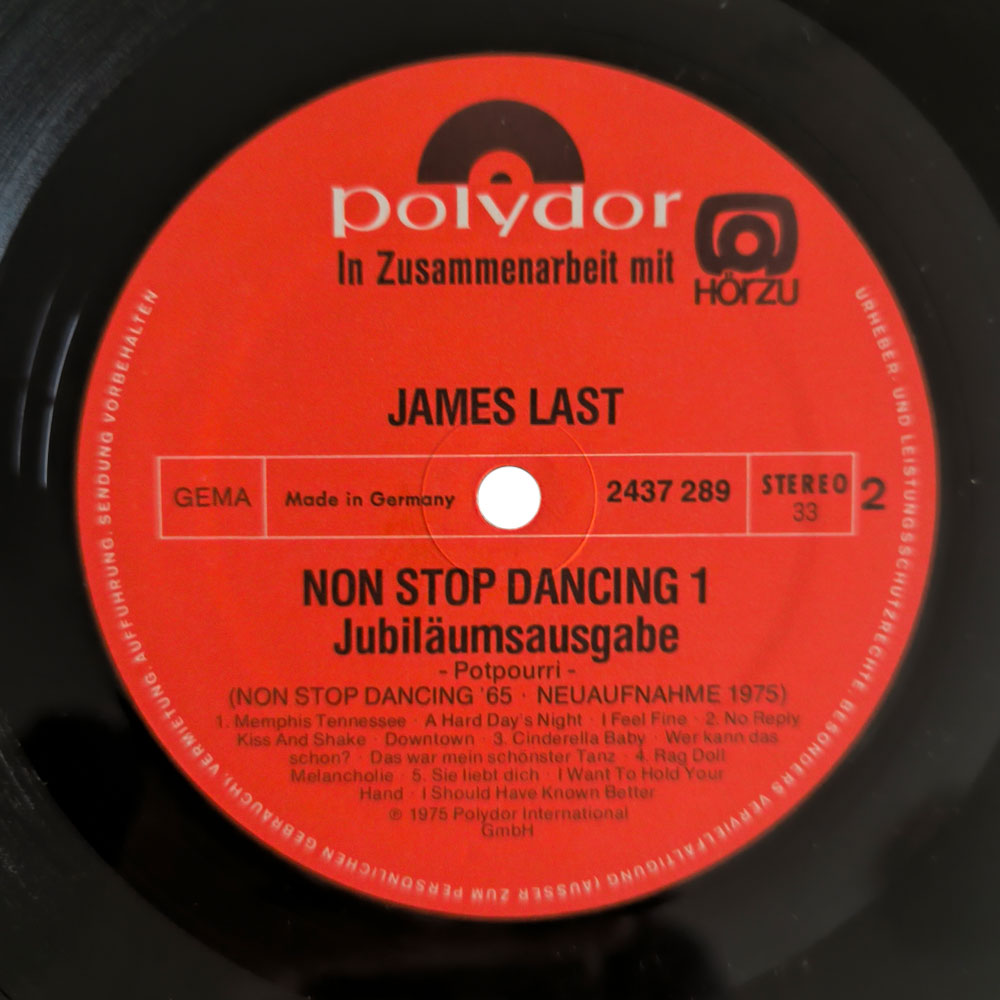 polydor
In Zusammenarbeit mit HÖRZU
JAMES LAST
GEMA
Made in Germany
2437 289
STEREO
33
2
NON STOP DANCING 1
Jubiläumsausgabe
- Potpourri -
(NON STOP DANCING '65 · NEUAUFNAHME 1975)
1. Memphis Tennessee · A Hard Day's Night · I Feel Fine · 2. No Reply
Kiss And Shake · Downtown · 3. Cinderella Baby · Wer kann das
schon? · Das war mein schönster Tanz · 4. Rag Doll
Melancholie · 5. Sie liebt dich · I Want To Hold Your
Hand · I Should Have Known Better
℗ 1975 Polydor International
GmbH
URHEBER- UND LEISTUNGSSCHUTZRECHTE, BESONDERS VERVIELFÄLTIGUNG (AUSSER ZUM PERSÖNLICHEN GEBRAUCH), VERMIETUNG, AUFFÜHRUNG, SENDUNG VORBEHALTEN